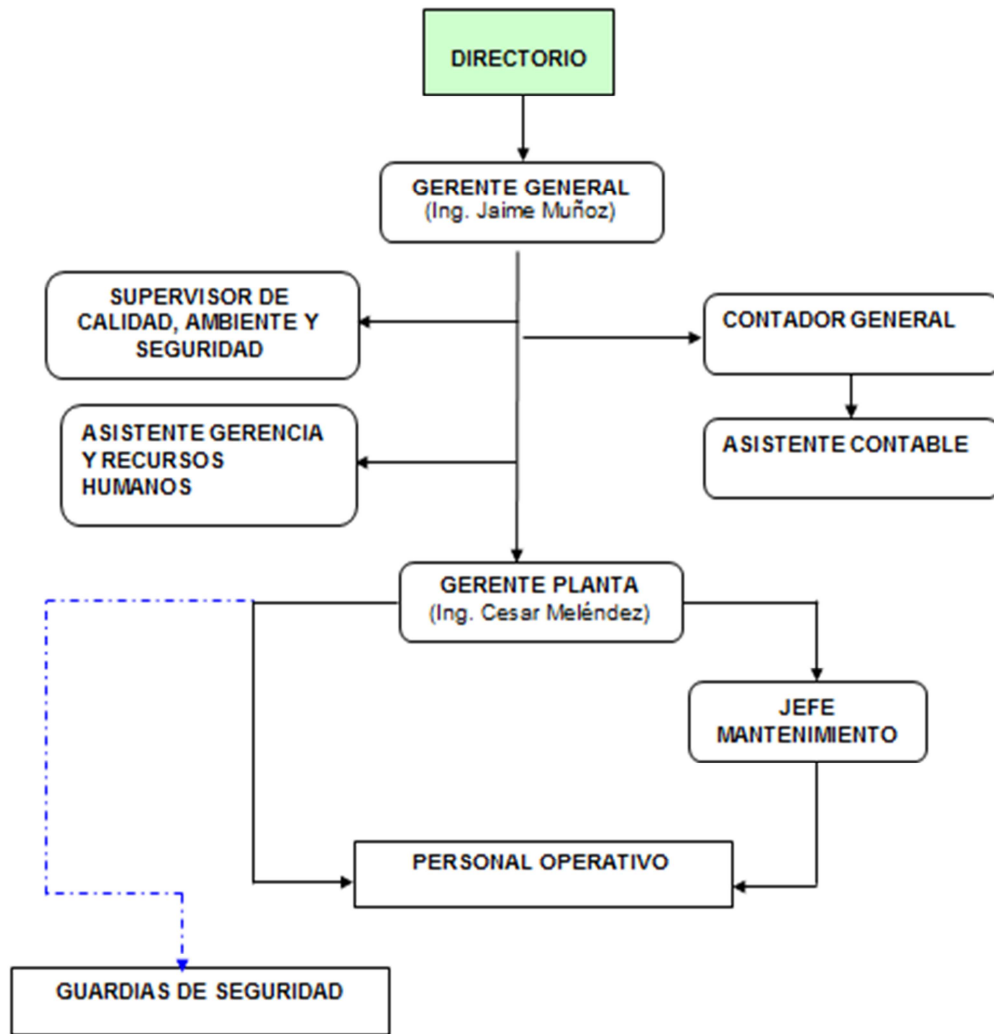 DIRECTORIO
GERENTE GENERAL
(Ing. Jaime Muñoz)
SUPERVISOR DE
CALIDAD, AMBIENTE Y
SEGURIDAD
CONTADOR GENERAL
ASISTENTE GERENCIA
Y RECURSOS
HUMANOS
ASISTENTE CONTABLE
GERENTE PLANTA
(Ing. Cesar Meléndez)
JEFE
MANTENIMIENTO
PERSONAL OPERATIVO
GUARDIAS DE SEGURIDAD